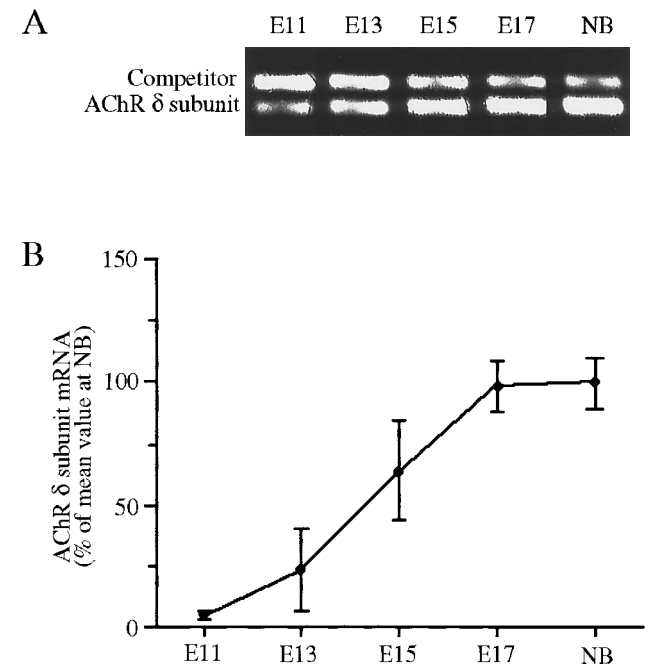 A
E11 E13 E15 E17 NB
Competitor
AChR δ subunit
B
AChR δ subunit mRNA
(% of mean value at NB)
150
100
50
0
E11 E13 E15 E17 NB